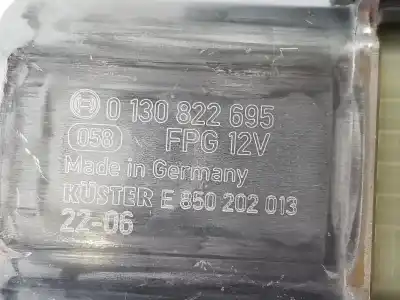 0 130 822 695
058 FPG 12V
Made in Germany
KÜSTER E 850 202 013
22-06